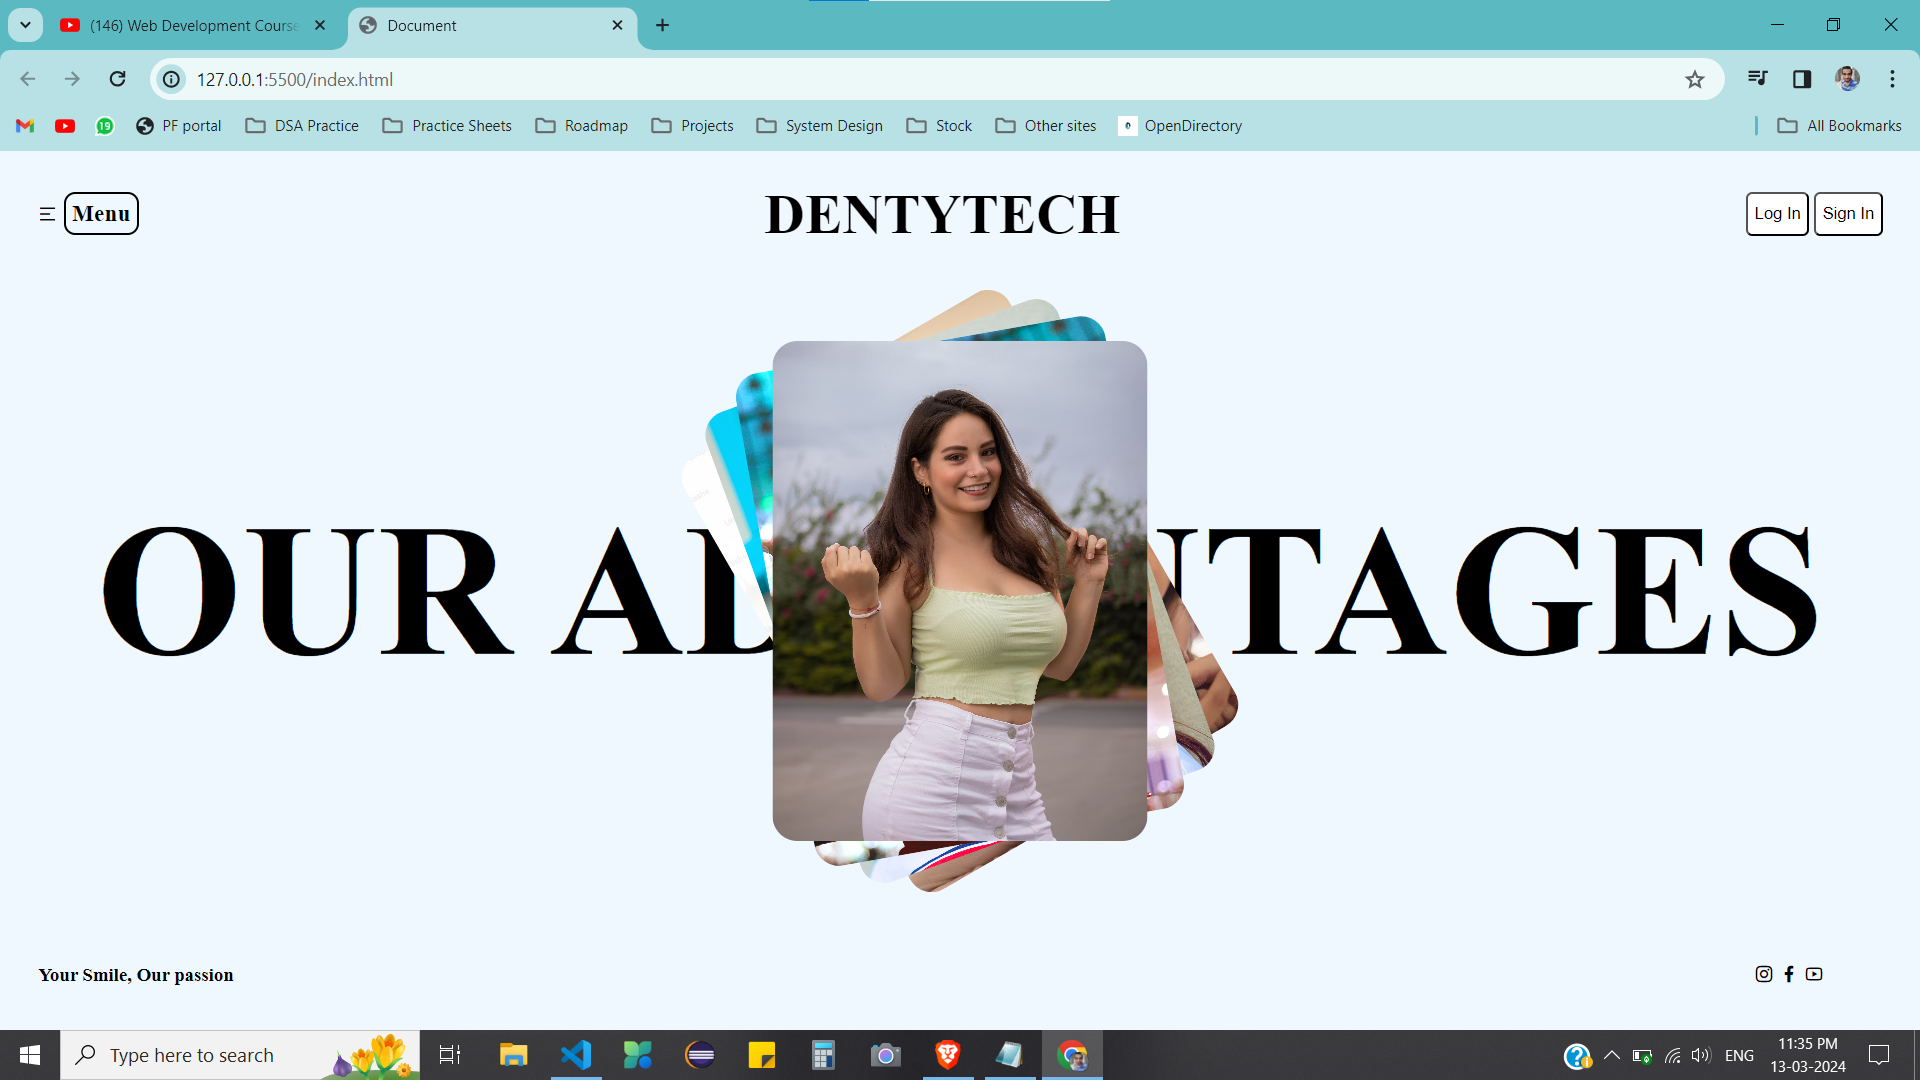 (146) Web Development Course
Document
127.0.0.1:5500/index.html
19
PF portal
DSA Practice
Practice Sheets
Roadmap
Projects
System Design
Stock
Other sites
OpenDirectory
All Bookmarks
Menu
DENTYTECH
Log In
Sign In
OUR AD NTAGES
Your Smile, Our passion
Type here to search
ENG
11:35 PM
13-03-2024